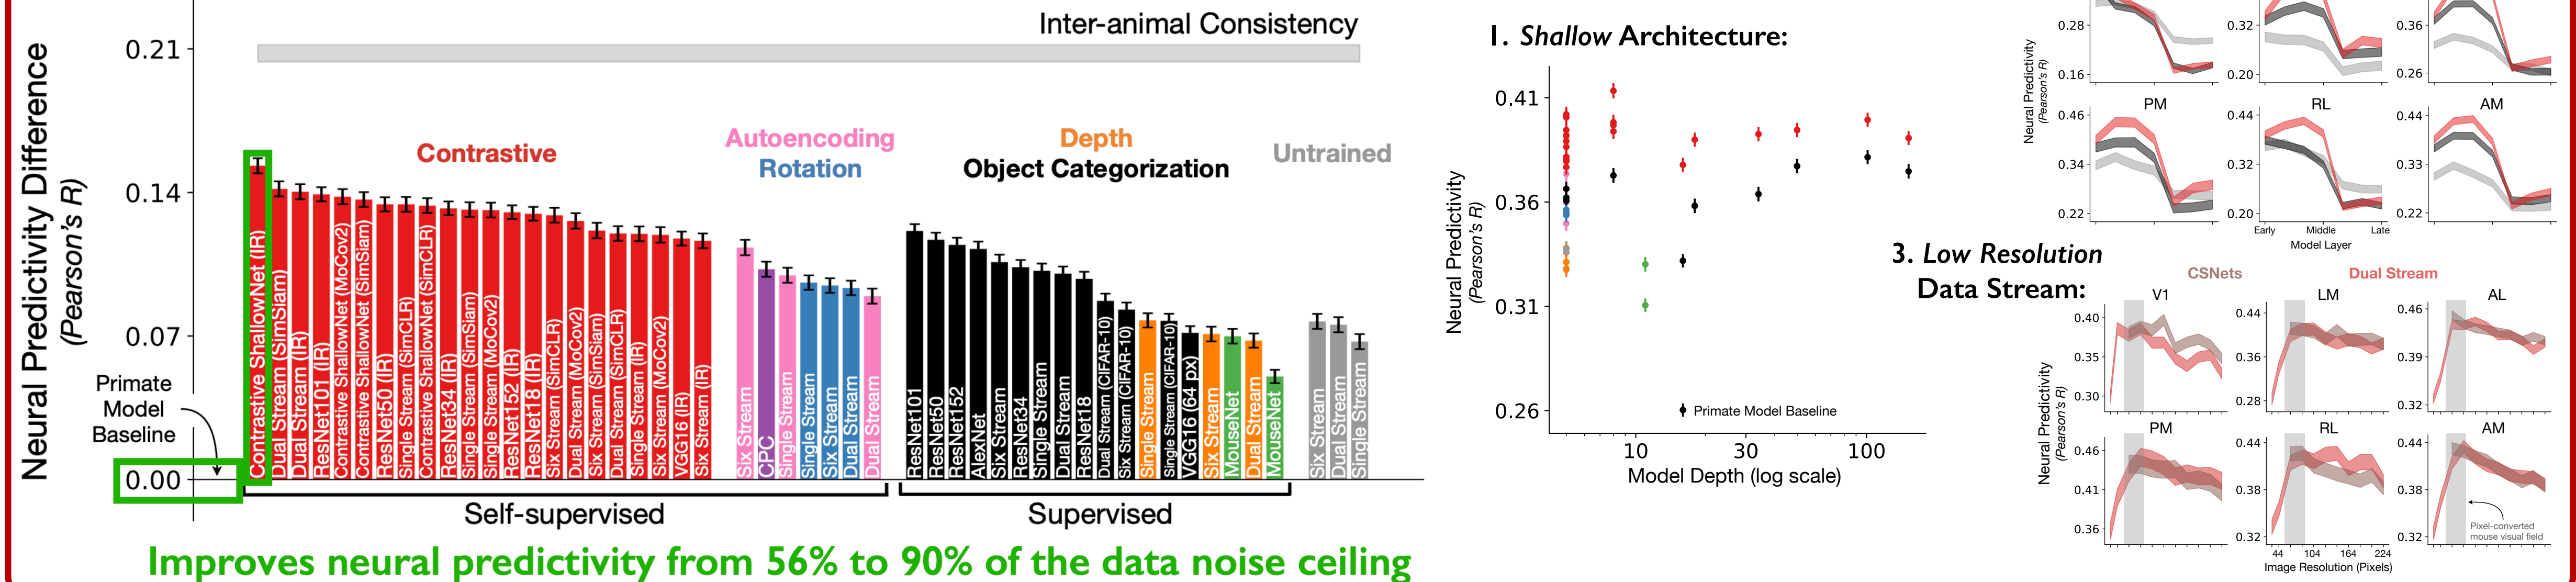 Neural Predictivity Difference
(Pearson's R)
0.21
0.14
0.07
0.00
Primate
Model
Baseline
Inter-animal Consistency
Contrastive
Autoencoding
Rotation
Depth
Object Categorization
Untrained
Contrastive ShallowNet (IR)
Dual Stream (SimSiam)
Dual Stream (IR)
ResNet101 (IR)
Contrastive ShallowNet (MoCov2)
Contrastive ShallowNet (SimSiam)
ResNet50 (IR)
Single Stream (SimCLR)
Contrastive ShallowNet (SimCLR)
ResNet34 (IR)
Single Stream (SimSiam)
Single Stream (MoCov2)
ResNet152 (IR)
ResNet18 (IR)
Six Stream (SimCLR)
Dual Stream (MoCov2)
Six Stream (SimSiam)
Dual Stream (SimCLR)
Single Stream (IR)
Six Stream (MoCov2)
VGG16 (IR)
Six Stream (IR)
Six Stream
CPC
Single Stream
Single Stream
Six Stream
Dual Stream
Dual Stream
ResNet101
ResNet50
ResNet152
AlexNet
Six Stream
ResNet34
Single Stream
Dual Stream
ResNet18
Dual Stream (CIFAR-10)
Six Stream (CIFAR-10)
Single Stream
Single Stream (CIFAR-10)
VGG16 (64 px)
Six Stream
MouseNet
Dual Stream
MouseNet
Six Stream
Dual Stream
Single Stream
Self-supervised
Supervised
Improves neural predictivity from 56% to 90% of the data noise ceiling
1. Shallow Architecture:
Neural Predictivity
(Pearson's R)
0.41
0.36
0.31
0.26
Primate Model Baseline
10 30 100
Model Depth (log scale)
Neural Predictivity
(Pearson's R)
0.28
0.16
0.32
0.20
0.36
0.26
PM
0.46
0.34
0.22
RL
0.44
0.32
0.20
AM
0.44
0.33
0.22
Early Middle Late
Model Layer
3. Low Resolution
Data Stream:
CSNets
Dual Stream
Neural Predictivity
(Pearson's R)
V1
0.40
0.35
0.30
LM
0.44
0.36
0.28
AL
0.46
0.39
0.32
PM
0.46
0.41
0.36
RL
0.44
0.38
0.32
AM
0.44
0.38
0.32
Pixel-converted
mouse visual field
44 104 164 224
Image Resolution (Pixels)